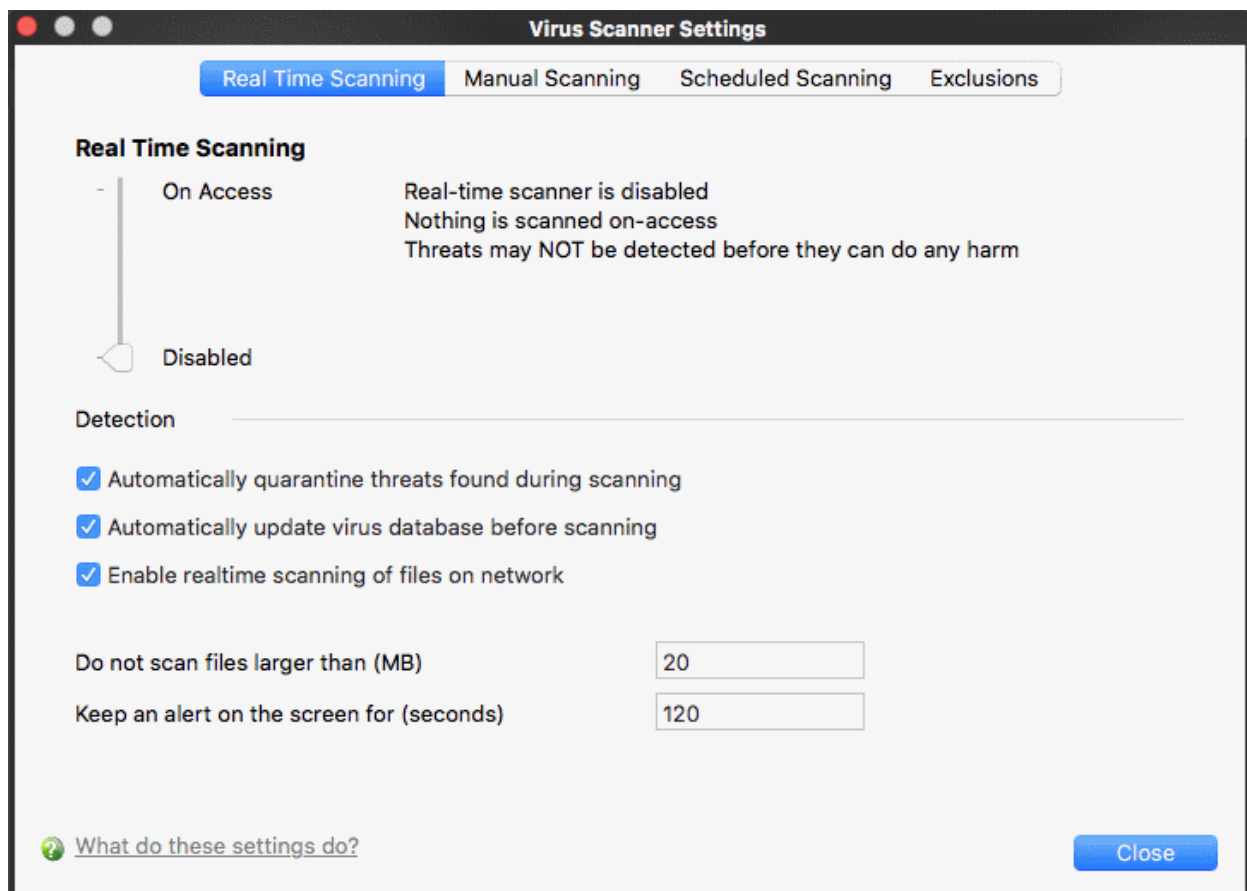 Virus Scanner Settings
Real Time Scanning Manual Scanning Scheduled Scanning Exclusions
Real Time Scanning
On Access
Real-time scanner is disabled
Nothing is scanned on-access
Threats may NOT be detected before they can do any harm
Disabled
Detection
Automatically quarantine threats found during scanning
Automatically update virus database before scanning
Enable realtime scanning of files on network
Do not scan files larger than (MB) 20
Keep an alert on the screen for (seconds) 120
What do these settings do?
Close